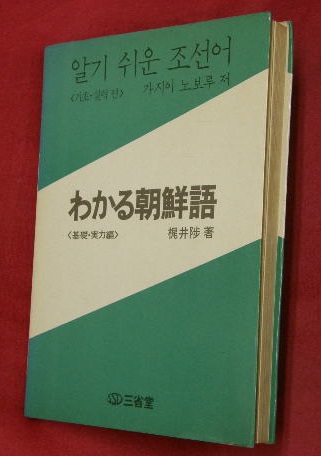 알기 쉬운 조선어
〈기초·실력 편〉 가지이 노보루 저
わかる朝鮮語
〈基礎・実力編〉 梶井陟著
三省堂